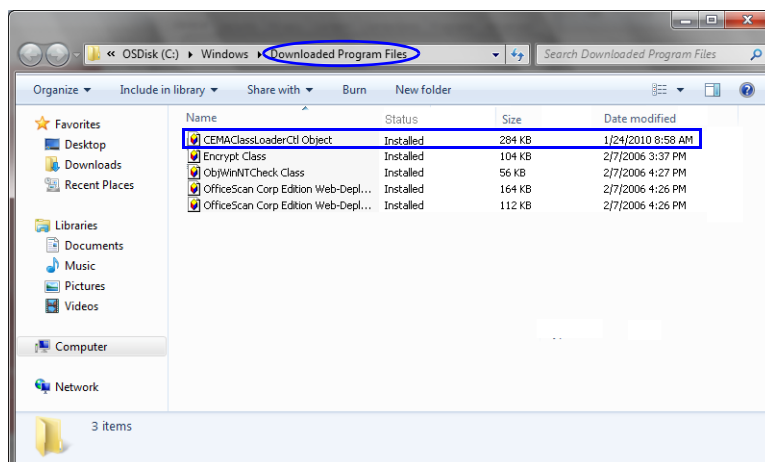 « OSDisk (C:) ▸ Windows ▸ Downloaded Program Files
Search Downloaded Program Files
Organize ▾ Include in library ▾ Share with ▾ Burn New folder
Name Status Size Date modified
CEMAClassLoaderCtl Object Installed 284 KB 1/24/2010 8:58 AM
Encrypt Class Installed 104 KB 2/7/2006 3:37 PM
ObjWinNTCheck Class Installed 56 KB 2/7/2006 4:27 PM
OfficeScan Corp Edition Web-Depl... Installed 164 KB 2/7/2006 4:26 PM
OfficeScan Corp Edition Web-Depl... Installed 112 KB 2/7/2006 4:26 PM
Favorites
Desktop
Downloads
Recent Places
Libraries
Documents
Music
Pictures
Videos
Computer
Network
3 items